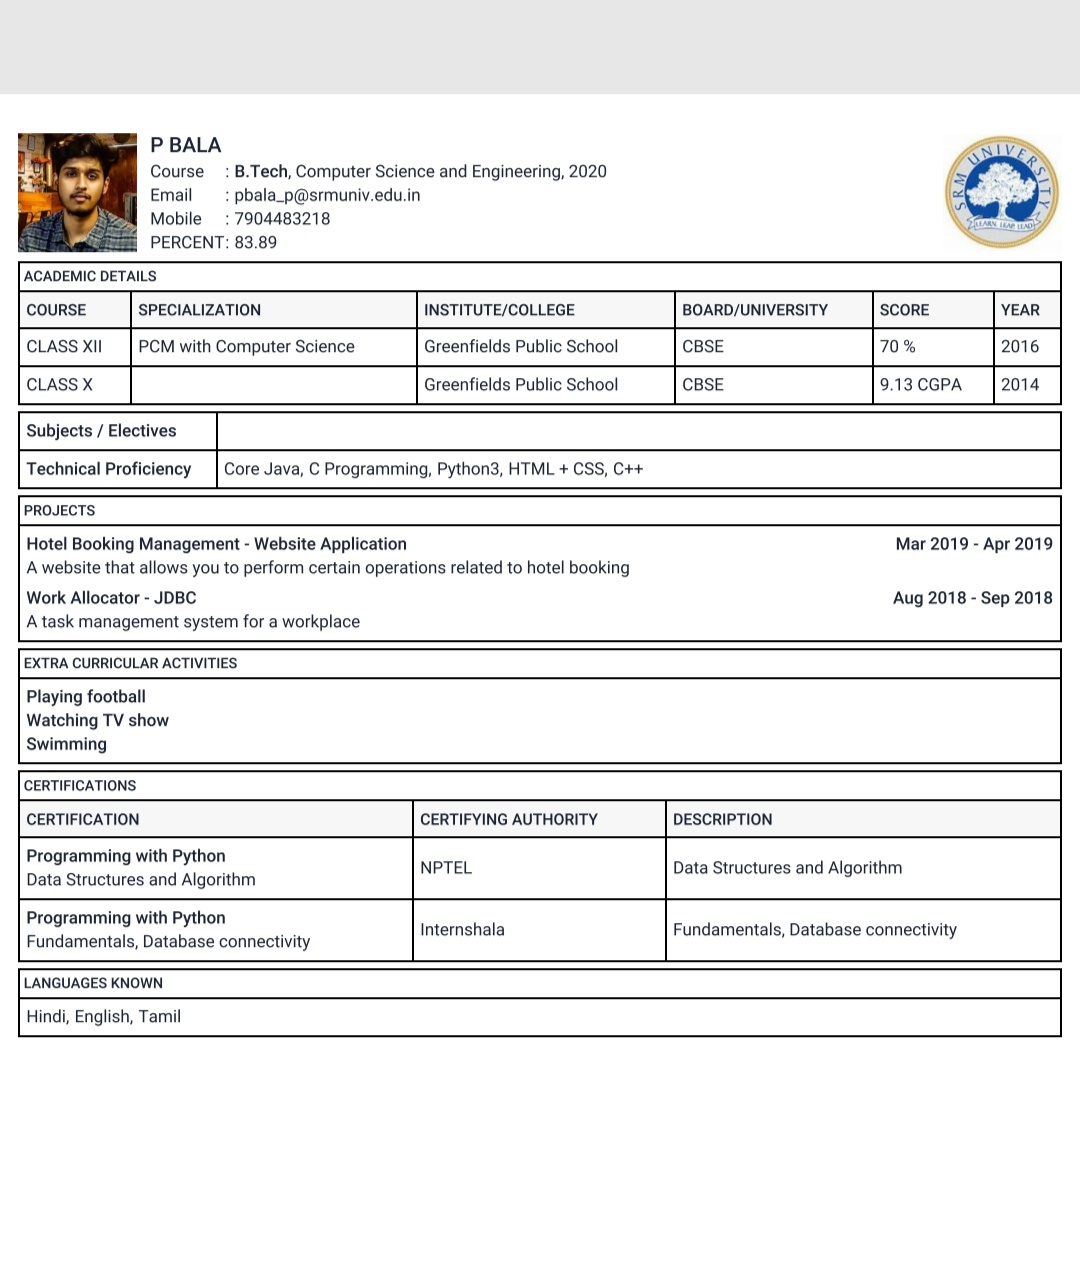 P BALA
Course : B.Tech, Computer Science and Engineering, 2020
Email : pbala_p@srmuniv.edu.in
Mobile : 7904483218
PERCENT: 83.89
SRM UNIVERSITY
LEARN. LEAP. LEAD
ACADEMIC DETAILS
COURSE SPECIALIZATION INSTITUTE/COLLEGE BOARD/UNIVERSITY SCORE YEAR
CLASS XII PCM with Computer Science Greenfields Public School CBSE 70 % 2016
CLASS X Greenfields Public School CBSE 9.13 CGPA 2014
Subjects / Electives
Technical Proficiency Core Java, C Programming, Python3, HTML + CSS, C++
PROJECTS
Hotel Booking Management - Website Application Mar 2019 - Apr 2019
A website that allows you to perform certain operations related to hotel booking
Work Allocator - JDBC Aug 2018 - Sep 2018
A task management system for a workplace
EXTRA CURRICULAR ACTIVITIES
Playing football
Watching TV show
Swimming
CERTIFICATIONS
CERTIFICATION CERTIFYING AUTHORITY DESCRIPTION
Programming with Python
Data Structures and Algorithm NPTEL Data Structures and Algorithm
Programming with Python
Fundamentals, Database connectivity Internshala Fundamentals, Database connectivity
LANGUAGES KNOWN
Hindi, English, Tamil